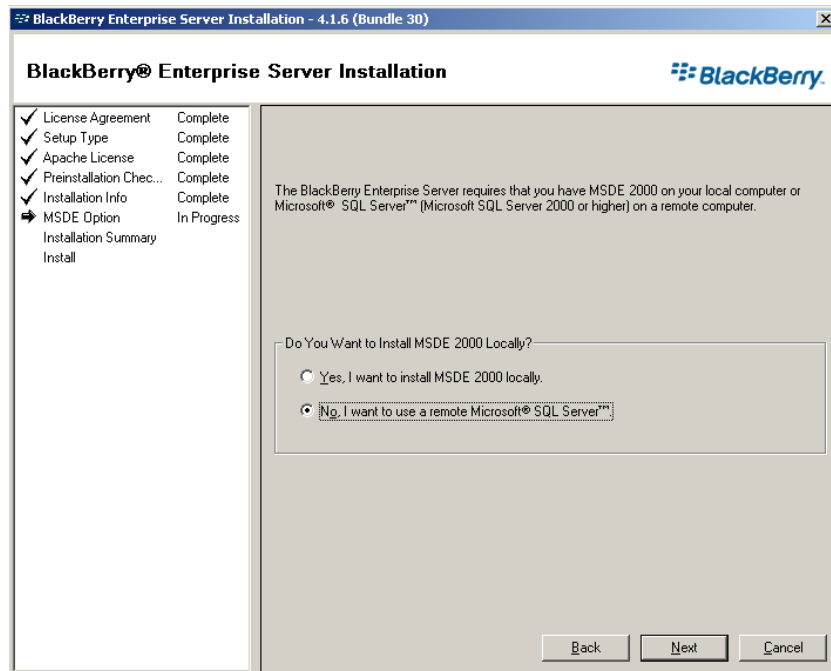 BlackBerry Enterprise Server Installation - 4.1.6 (Bundle 30)
BlackBerry® Enterprise Server Installation
BlackBerry.
License Agreement Complete
Setup Type Complete
Apache License Complete
Preinstallation Chec... Complete
Installation Info Complete
MSDE Option In Progress
Installation Summary
Install
The BlackBerry Enterprise Server requires that you have MSDE 2000 on your local computer or
Microsoft® SQL Server™ (Microsoft SQL Server 2000 or higher) on a remote computer.
Do You Want to Install MSDE 2000 Locally?
Yes, I want to install MSDE 2000 locally.
No, I want to use a remote Microsoft® SQL Server™.
Back Next Cancel